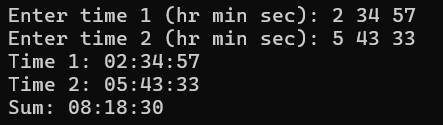 Enter time 1 (hr min sec): 2 34 57
Enter time 2 (hr min sec): 5 43 33
Time 1: 02:34:57
Time 2: 05:43:33
Sum: 08:18:30